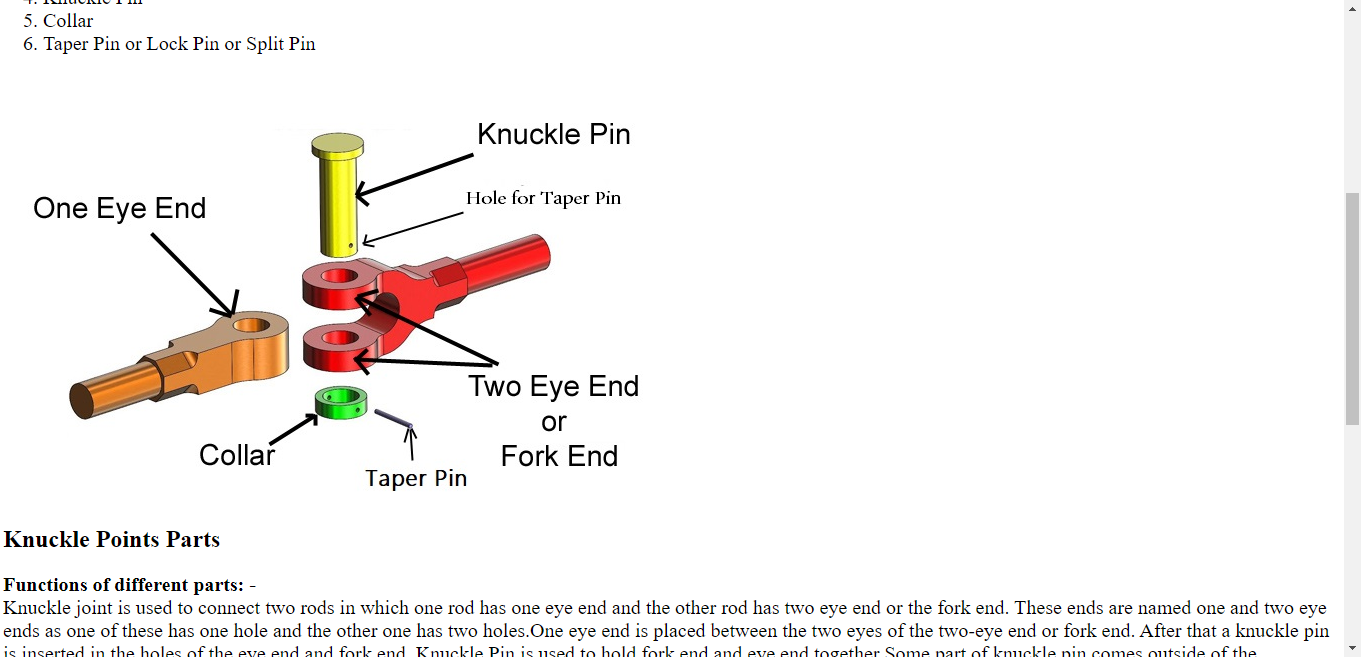 4. Knuckle Pin
5. Collar
6. Taper Pin or Lock Pin or Split Pin
Knuckle Pin
Hole for Taper Pin
One Eye End
Two Eye End
or
Fork End
Collar
Taper Pin
Knuckle Points Parts
Functions of different parts: -
Knuckle joint is used to connect two rods in which one rod has one eye end and the other rod has two eye end or the fork end. These ends are named one and two eye
ends as one of these has one hole and the other one has two holes.One eye end is placed between the two eyes of the two-eye end or fork end. After that a knuckle pin
is inserted in the holes of the eye end and fork end. Knuckle Pin is used to hold fork end and eye end together.Some part of knuckle pin comes outside of the